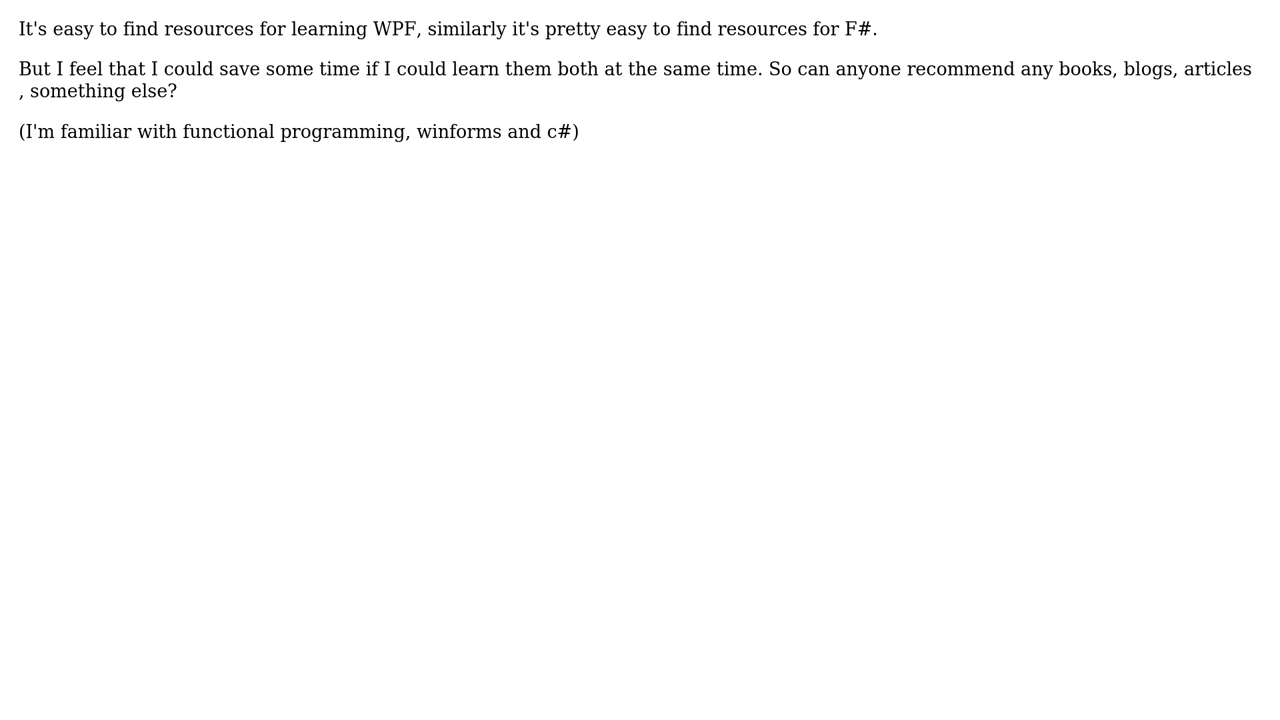 It's easy to find resources for learning WPF, similarly it's pretty easy to find resources for F#.
But I feel that I could save some time if I could learn them both at the same time. So can anyone recommend any books, blogs, articles
, something else?
(I'm familiar with functional programming, winforms and c#)